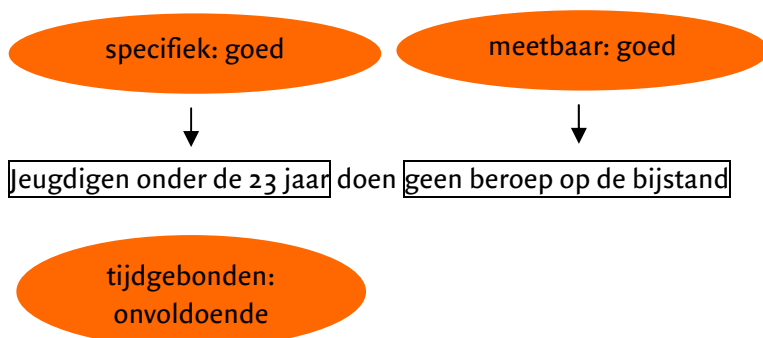 specifiek: goed
meetbaar: goed
Jeugdigen onder de 23 jaar doen geen beroep op de bijstand
tijdgebonden:
onvoldoende